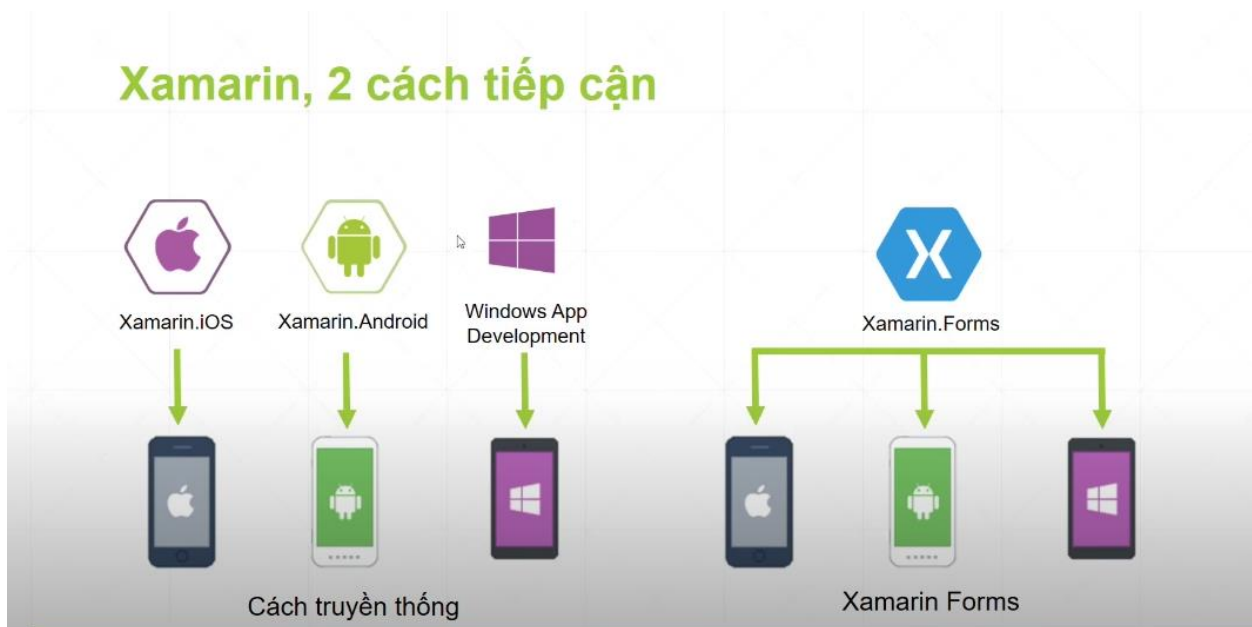 Xamarin, 2 cách tiếp cận
Xamarin.iOS
Xamarin.Android
Windows App
Development
X
Xamarin.Forms
Cách truyền thống
Xamarin Forms